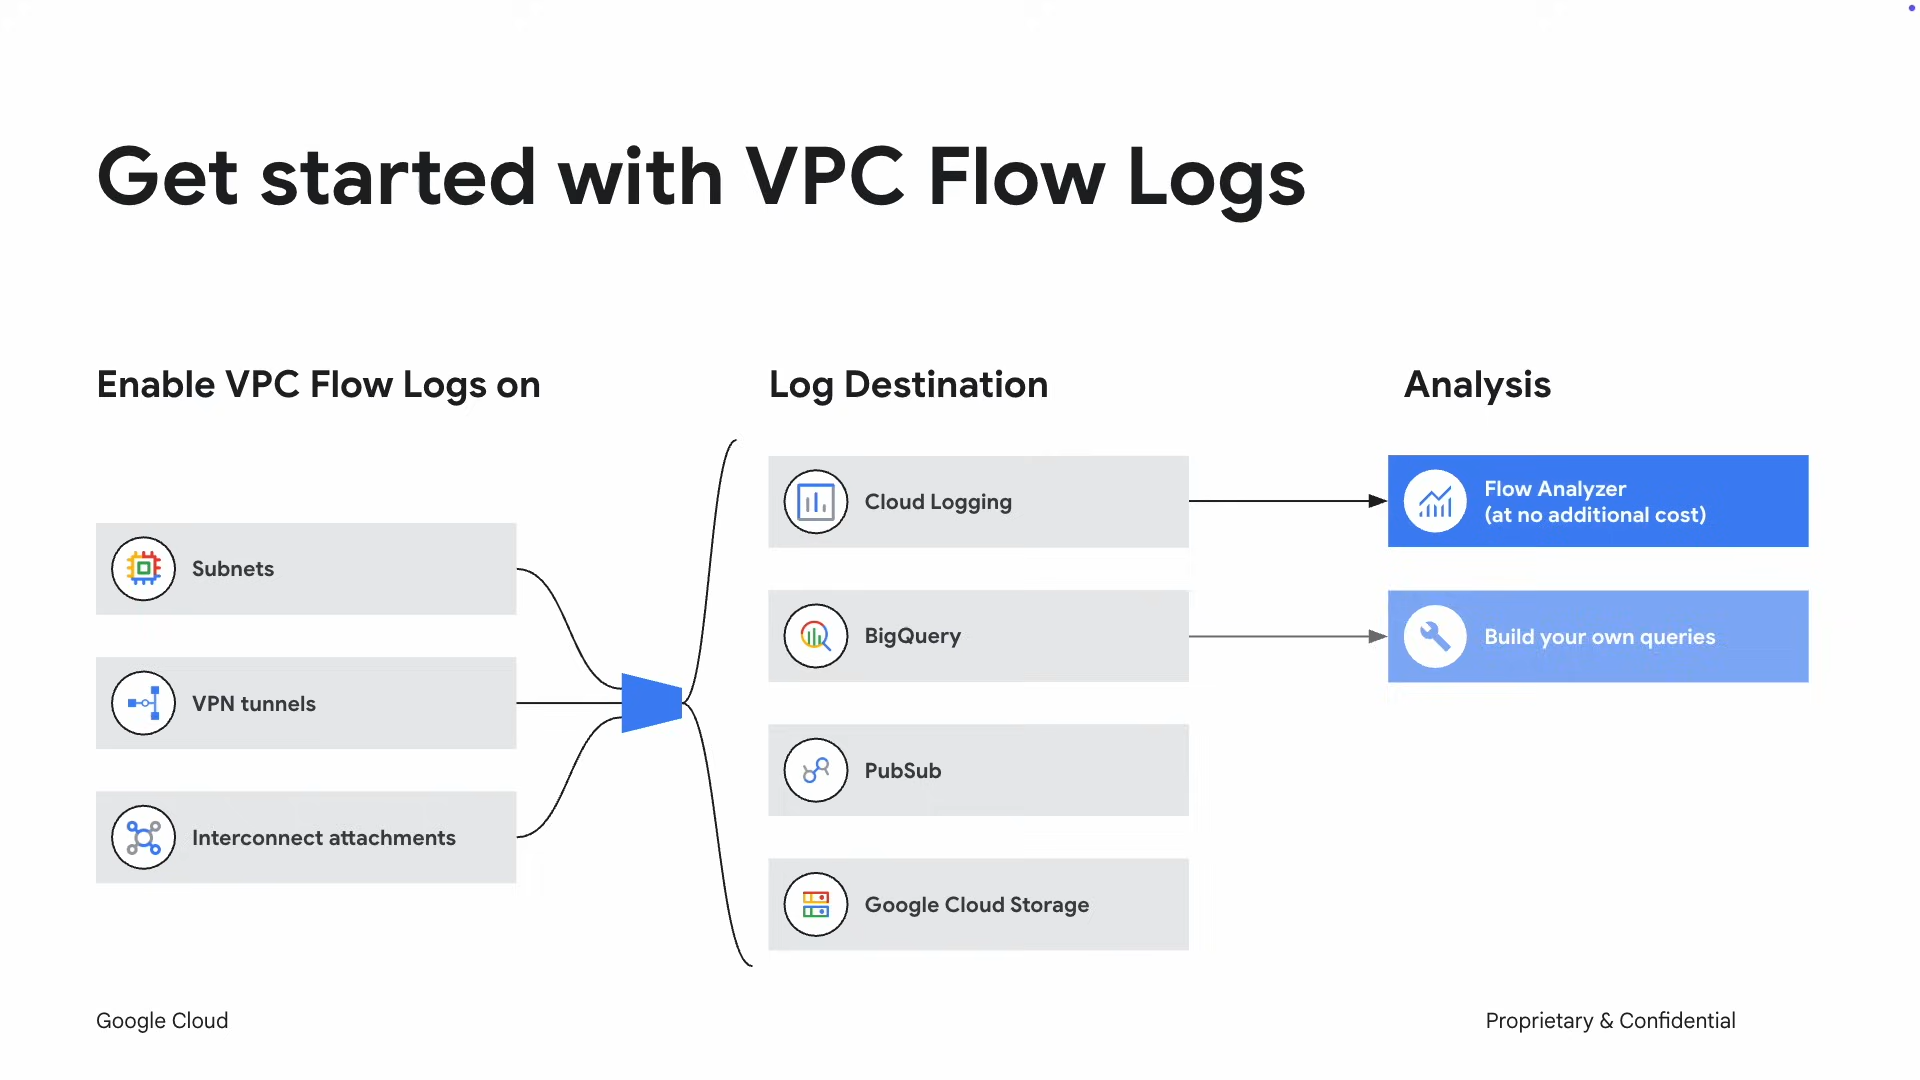 Get started with VPC Flow Logs
Enable VPC Flow Logs on
Subnets
VPN tunnels
Interconnect attachments
Log Destination
Cloud Logging
BigQuery
PubSub
Google Cloud Storage
Analysis
Flow Analyzer
(at no additional cost)
Build your own queries
Google Cloud
Proprietary & Confidential